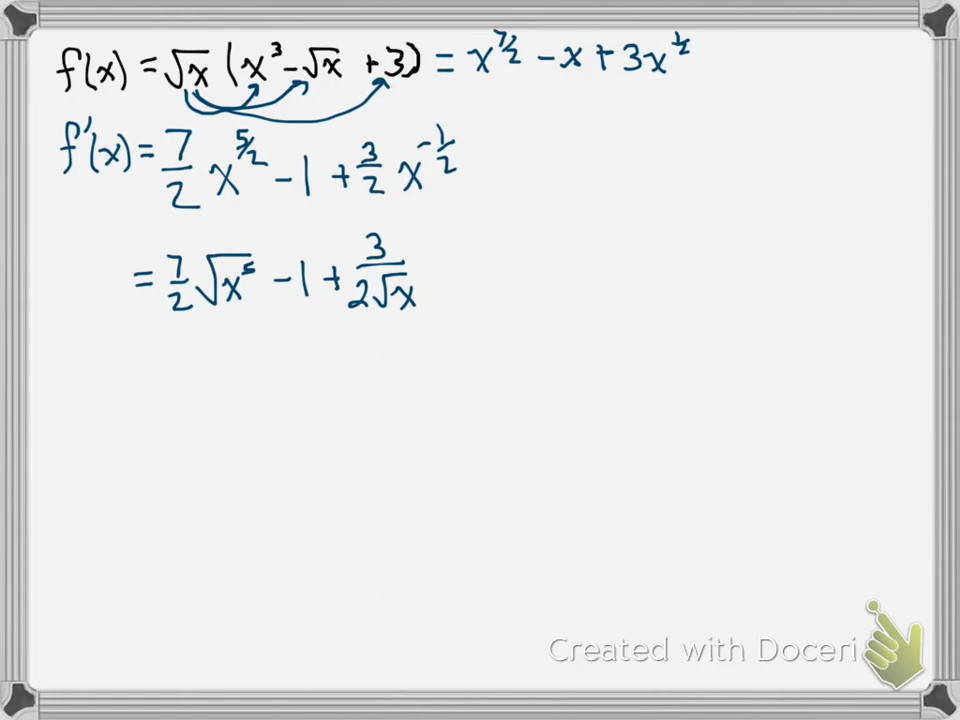 f(x) = √x (x³ - √x + 3) = x^{7/2} - x + 3x^{1/2}
f'(x) = 7/2 x^{5/2} - 1 + 3/2 x^{-1/2}
= 7/2 √x⁵ - 1 + 3/(2√x)
Created with Doceri